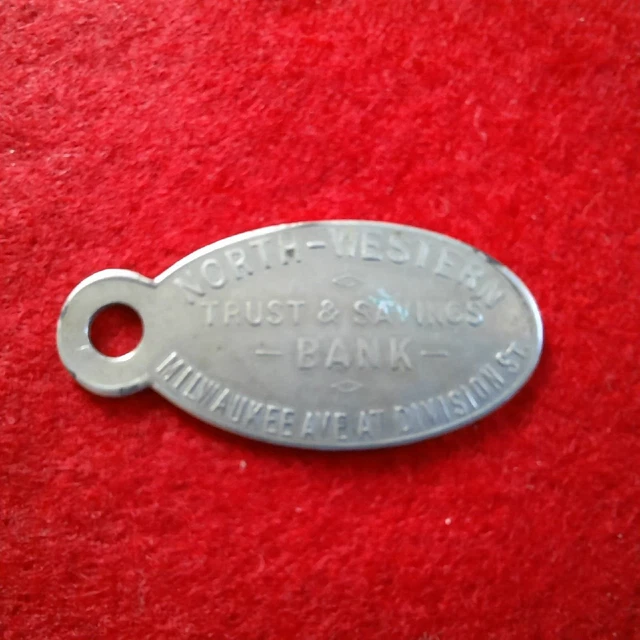 NORTH-WESTERN
TRUST & SAVINGS
- BANK -
MILWAUKEE AVE AT DIVISION ST.